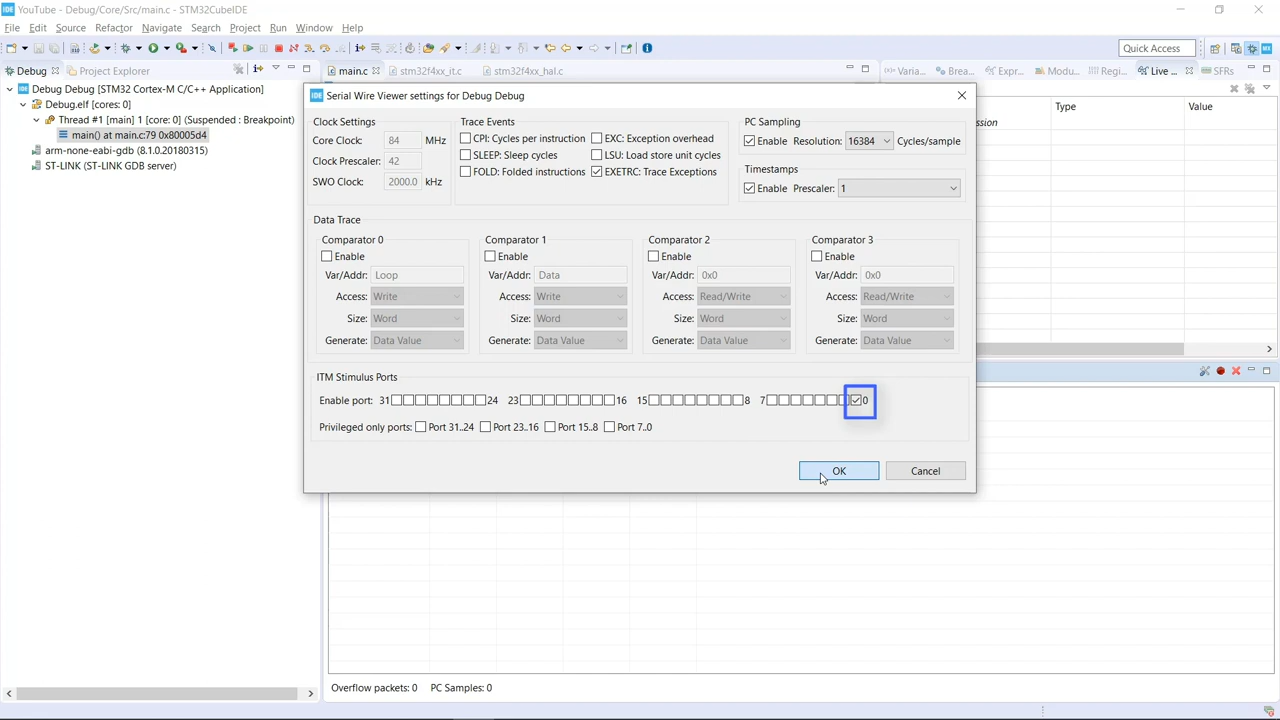 IDE YouTube - Debug/Core/Src/main.c - STM32CubeIDE
File Edit Source Refactor Navigate Search Project Run Window Help
Quick Access
Debug Project Explorer
main.c stm32f4xx_it.c stm32f4xx_hal.c
Varia... Brea... Expr... Modu... Regi... Live ... SFRs
Debug Debug [STM32 Cortex-M C/C++ Application]
Debug.elf [cores: 0]
Thread #1 [main] 1 [core: 0] (Suspended : Breakpoint)
main() at main.c:79 0x80005d4
arm-none-eabi-gdb (8.1.0.20180315)
ST-LINK (ST-LINK GDB server)
Type Value
ssion
IDE Serial Wire Viewer settings for Debug Debug
Clock Settings
Core Clock: 84 MHz
Clock Prescaler: 42
SWO Clock: 2000.0 kHz
Trace Events
CPI: Cycles per instruction EXC: Exception overhead
SLEEP: Sleep cycles LSU: Load store unit cycles
FOLD: Folded instructions EXETRC: Trace Exceptions
PC Sampling
Enable Resolution: 16384 Cycles/sample
Timestamps
Enable Prescaler: 1
Data Trace
Comparator 0
Enable
Var/Addr: Loop
Access: Write
Size: Word
Generate: Data Value
Comparator 1
Enable
Var/Addr: Data
Access: Write
Size: Word
Generate: Data Value
Comparator 2
Enable
Var/Addr: 0x0
Access: Read/Write
Size: Word
Generate: Data Value
Comparator 3
Enable
Var/Addr: 0x0
Access: Read/Write
Size: Word
Generate: Data Value
ITM Stimulus Ports
Enable port: 31 24 23 16 15 8 7 0
Privileged only ports: Port 31..24 Port 23..16 Port 15..8 Port 7..0
OK Cancel
Overflow packets: 0 PC Samples: 0